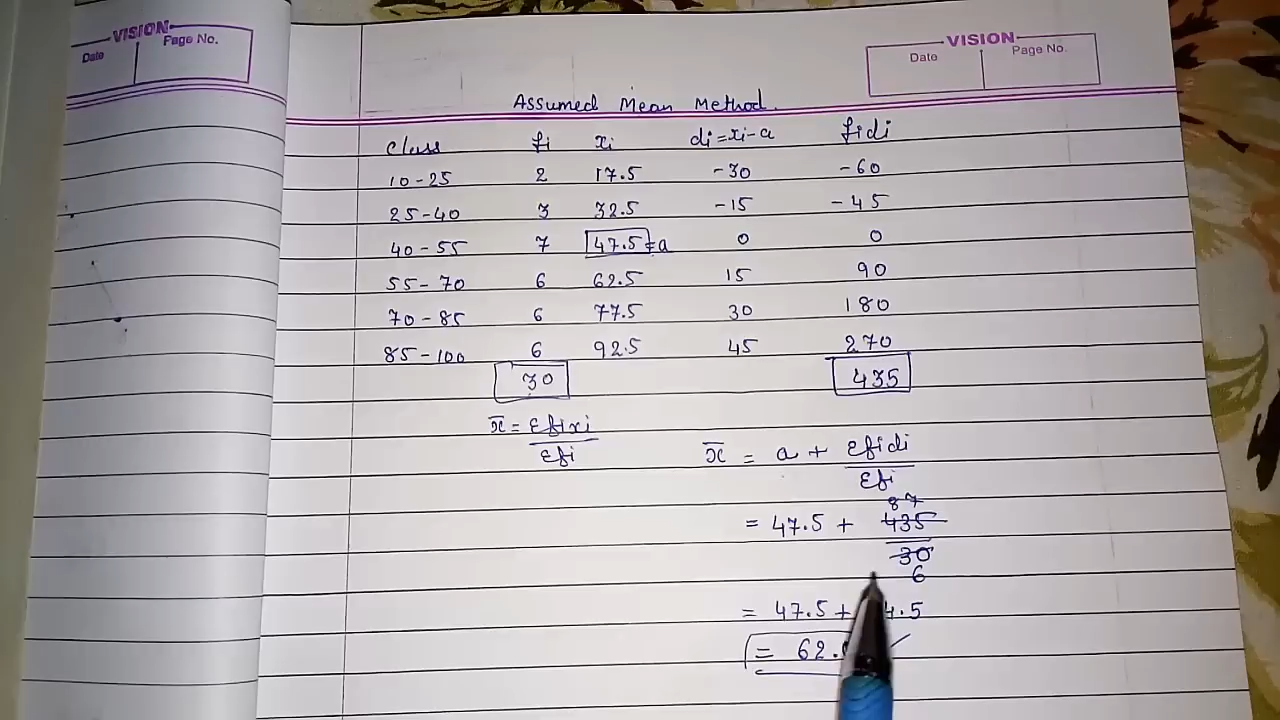 VISION
Date Page No.
VISION
Date Page No.
Assumed Mean Method.
class fi xi di=xi-a fidi
10-25 2 17.5 -30 -60
25-40 3 32.5 -15 -45
40-55 7 47.5=a 0 0
55-70 6 62.5 15 90
70-85 6 77.5 30 180
85-100 6 92.5 45 270
30 435
x̄ = Σfixi
Σfi
x̄ = a + Σfidi
Σfi
87
= 47.5 + 435
30
6
= 47.5 + 4.5
= 62.